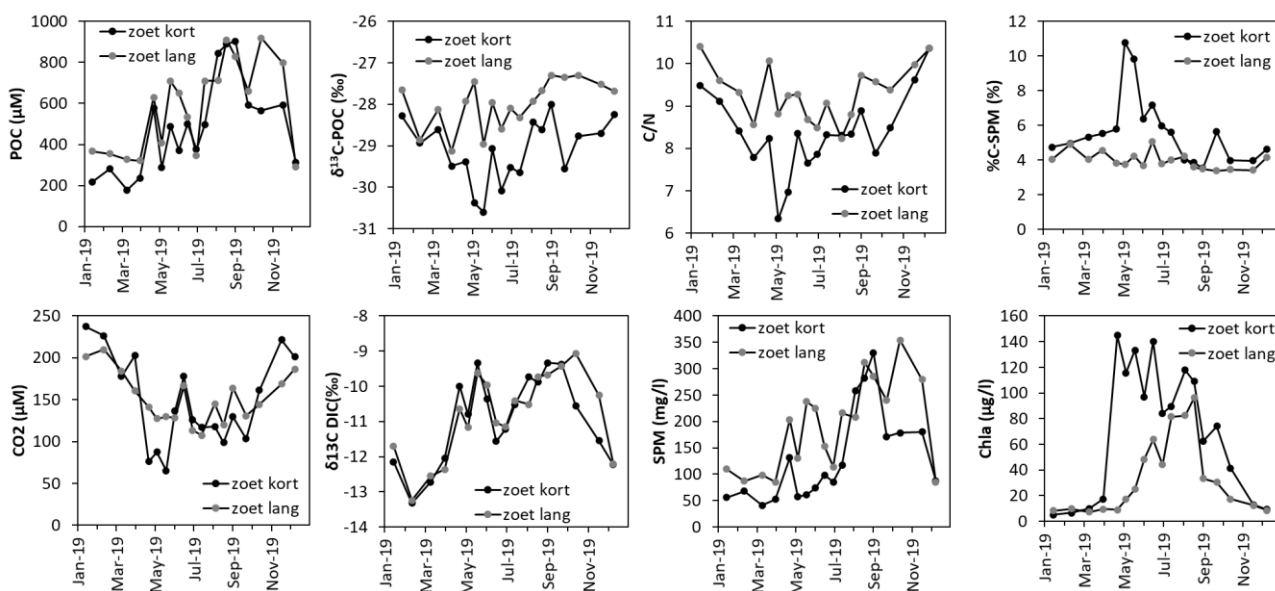 POC (µM)
1000
800
600
400
200
0
zoet kort
zoet lang
Jan-19
Mar-19
May-19
Jul-19
Sep-19
Nov-19
δ¹³C-POC (‰)
-26
-27
-28
-29
-30
-31
zoet kort
zoet lang
Jan-19
Mar-19
May-19
Jul-19
Sep-19
Nov-19
C/N
11
10
9
8
7
6
zoet kort
zoet lang
Jan-19
Mar-19
May-19
Jul-19
Sep-19
Nov-19
%C-SPM (%)
12%
10%
8%
6%
4%
2%
0%
zoet kort
zoet lang
Jan-19
Mar-19
May-19
Jul-19
Sep-19
Nov-19
CO2 (µM)
250
200
150
100
50
0
zoet kort
zoet lang
Jan-19
Mar-19
May-19
Jul-19
Sep-19
Nov-19
δ13C DIC(‰)
-8
-9
-10
-11
-12
-13
-14
zoet kort
zoet lang
Jan-19
Mar-19
May-19
Jul-19
Sep-19
Nov-19
SPM (mg/l)
400
350
300
250
200
150
100
50
0
zoet kort
zoet lang
Jan-19
Mar-19
May-19
Jul-19
Sep-19
Nov-19
Chla (µg/l)
160
140
120
100
80
60
40
20
0
zoet kort
zoet lang
Jan-19
Mar-19
May-19
Jul-19
Sep-19
Nov-19